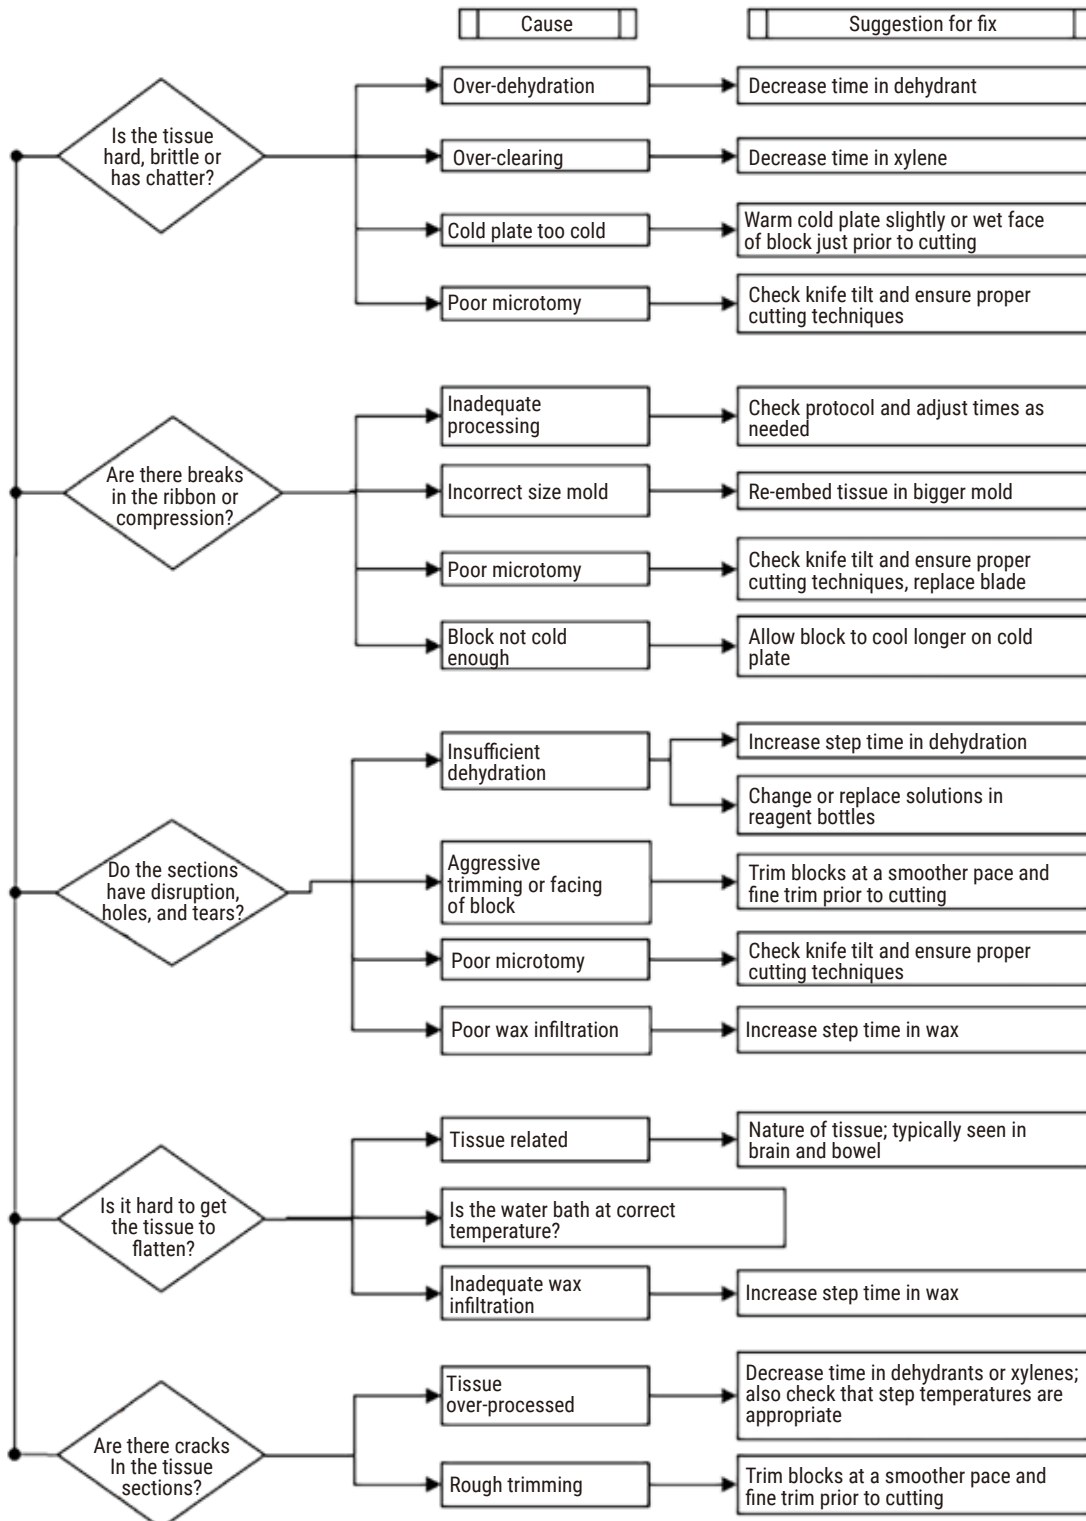 Cause
Suggestion for fix
Is the tissue
hard, brittle or
has chatter?
Over-dehydration
Decrease time in dehydrant
Over-clearing
Decrease time in xylene
Cold plate too cold
Warm cold plate slightly or wet face
of block just prior to cutting
Poor microtomy
Check knife tilt and ensure proper
cutting techniques
Are there breaks
in the ribbon or
compression?
Inadequate
processing
Check protocol and adjust times as
needed
Incorrect size mold
Re-embed tissue in bigger mold
Poor microtomy
Check knife tilt and ensure proper
cutting techniques, replace blade
Block not cold
enough
Allow block to cool longer on cold
plate
Do the sections
have disruption,
holes, and tears?
Insufficient
dehydration
Increase step time in dehydration
Change or replace solutions in
reagent bottles
Aggressive
trimming or facing
of block
Trim blocks at a smoother pace and
fine trim prior to cutting
Poor microtomy
Check knife tilt and ensure proper
cutting techniques
Poor wax infiltration
Increase step time in wax
Is it hard to get
the tissue to
flatten?
Tissue related
Nature of tissue; typically seen in
brain and bowel
Is the water bath at correct
temperature?
Inadequate wax
infiltration
Increase step time in wax
Are there cracks
In the tissue
sections?
Tissue
over-processed
Decrease time in dehydrants or xylenes;
also check that step temperatures are
appropriate
Rough trimming
Trim blocks at a smoother pace and
fine trim prior to cutting